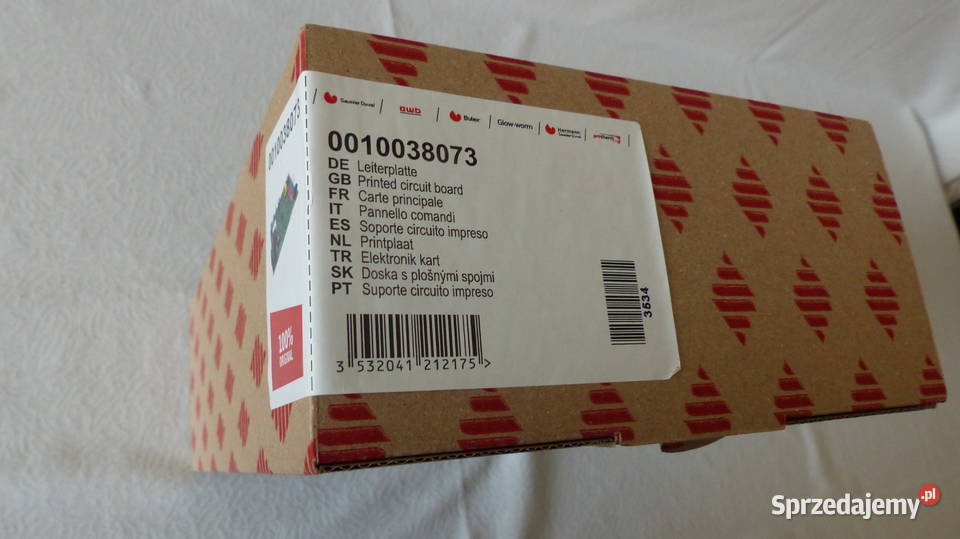 Saunier Duval
awb
Bulex
Glow-worm
Hermann
Saunier Duval
protherm
0010038073
DE Leiterplatte
GB Printed circuit board
FR Carte principale
IT Pannello comandi
ES Soporte circuito impreso
NL Printplaat
TR Elektronik kart
SK Doska s plošnými spojmi
PT Suporte circuito impreso
3 532041 212175 >
3534
0010038073
100%
ORIGINAL
Sprzedajemy.pl